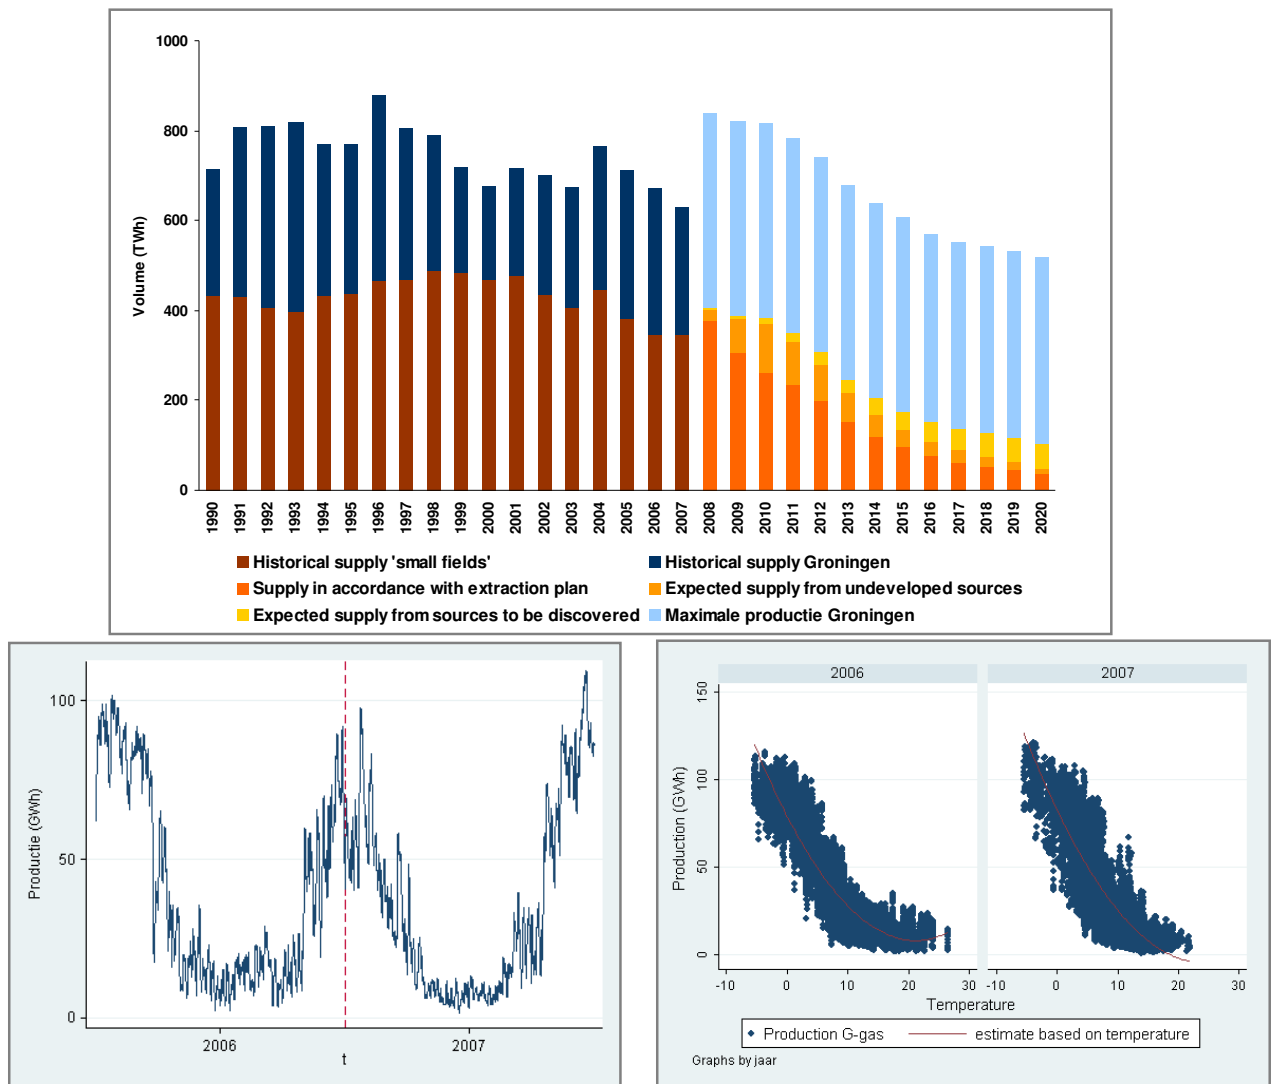 1000
800
600
400
200
0
Volume (TWh)
1990 1991 1992 1993 1994 1995 1996 1997 1998 1999 2000 2001 2002 2003 2004 2005 2006 2007 2008 2009 2010 2011 2012 2013 2014 2015 2016 2017 2018 2019 2020
Historical supply 'small fields' Historical supply Groningen
Supply in accordance with extraction plan Expected supply from undeveloped sources
Expected supply from sources to be discovered Maximale productie Groningen
100
50
0
Productie (GWh)
2006 2007
t
2006 2007
150
100
50
0
Production (GWh)
-10 0 10 20 30 -10 0 10 20 30
Temperature
Production G-gas estimate based on temperature
Graphs by jaar